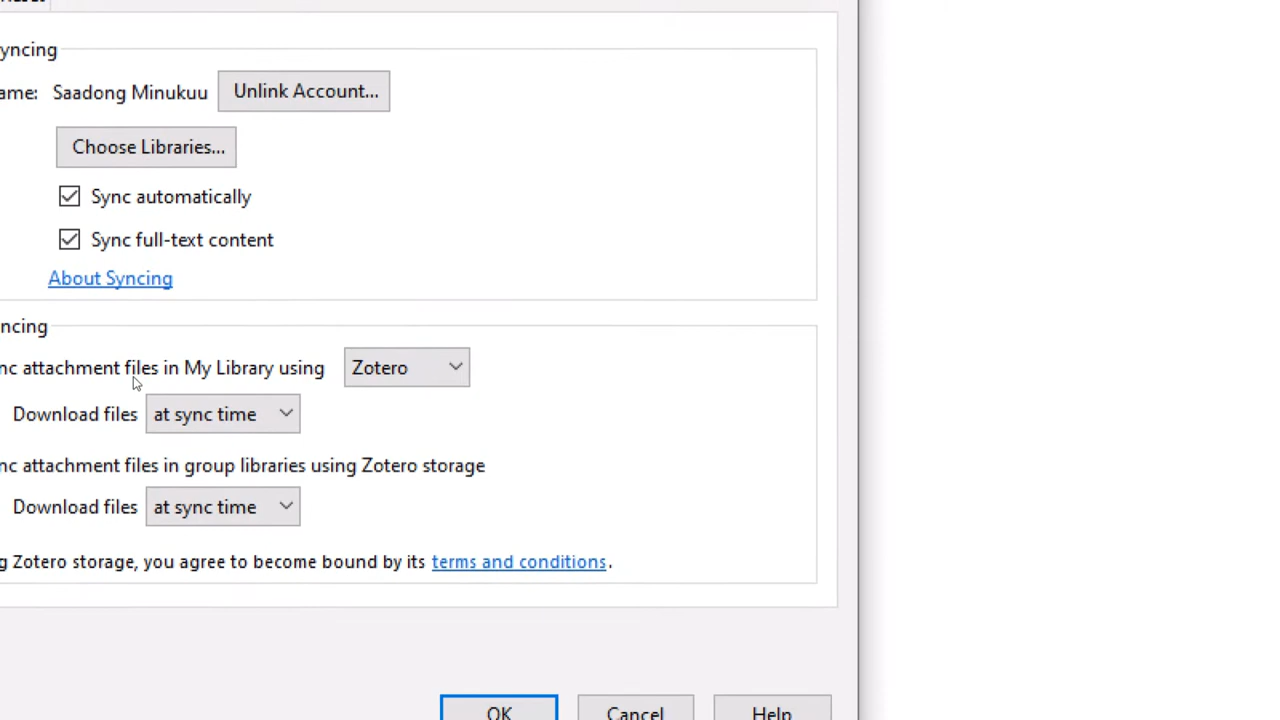 yncing
ame: Saadong Minukuu Unlink Account...
Choose Libraries...
Sync automatically
Sync full-text content
About Syncing
ncing
nc attachment files in My Library using Zotero
Download files at sync time
nc attachment files in group libraries using Zotero storage
Download files at sync time
g Zotero storage, you agree to become bound by its terms and conditions.
OK Cancel Help